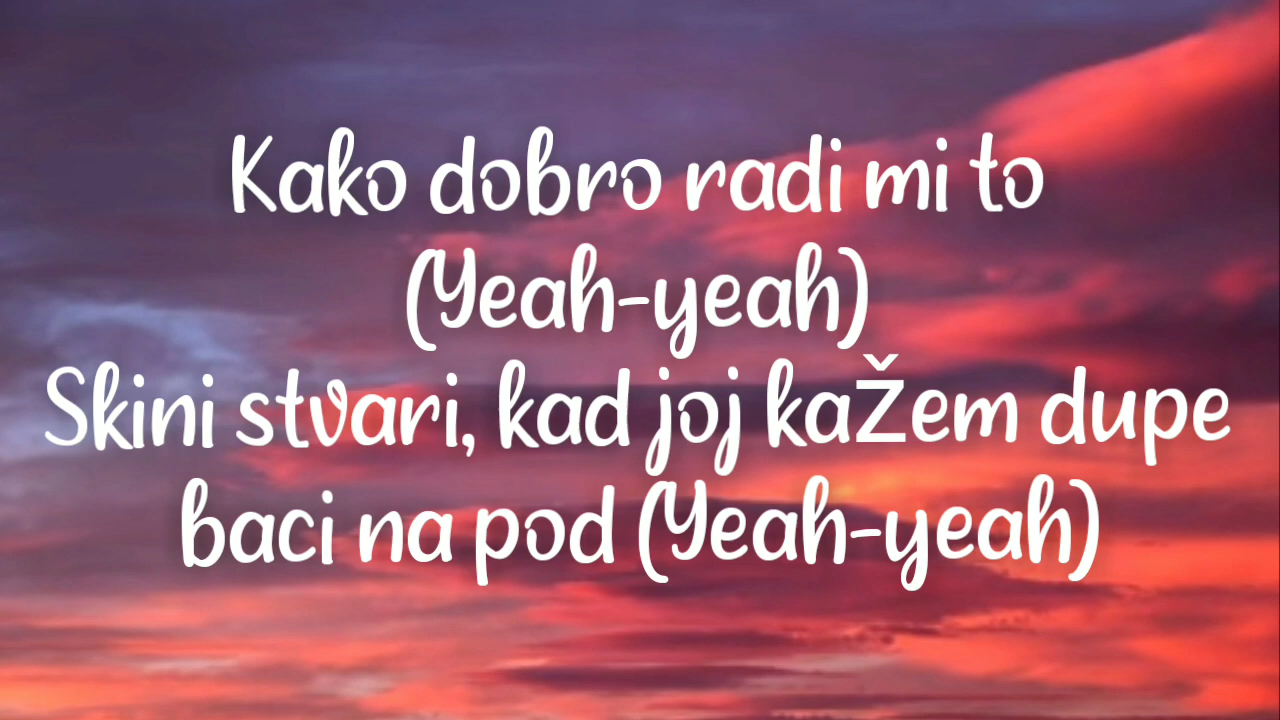 Kako dobro radi mi to
(Yeah-yeah)
Skini stvari, kad joj kažem dupe
baci na pod (Yeah-yeah)